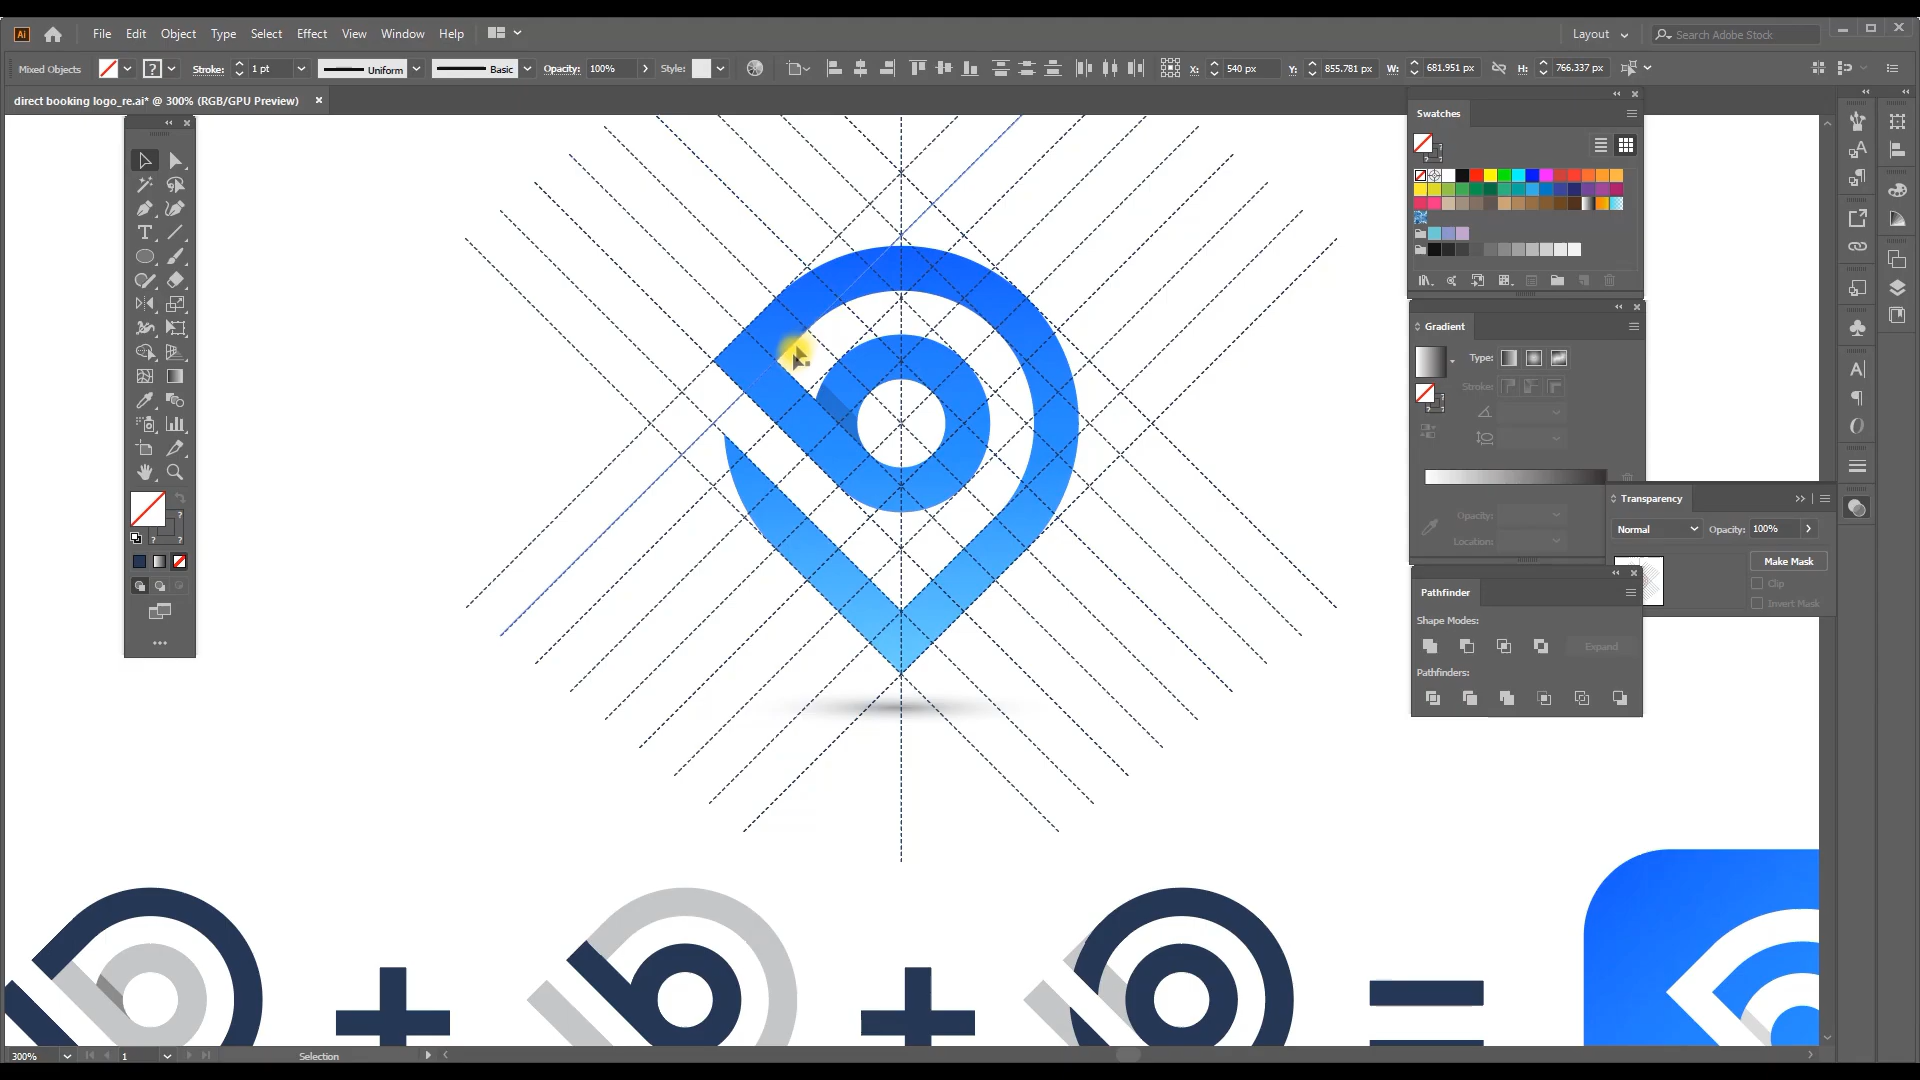 Ai File Edit Object Type Select Effect View Window Help Layout Search Adobe Stock
Mixed Objects ? Stroke: 1 pt Uniform Basic Opacity: 100% Style: X: 540 px Y: 855.781 px W: 681.951 px H: 766.337 px
direct booking logo_re.ai* @ 300% (RGB/GPU Preview) ×
Swatches
Gradient
Type:
Stroke:
Opacity:
Location:
Transparency
Normal Opacity: 100%
Make Mask
Clip
Invert Mask
Pathfinder
Shape Modes:
Expand
Pathfinders:
300% 1 Selection